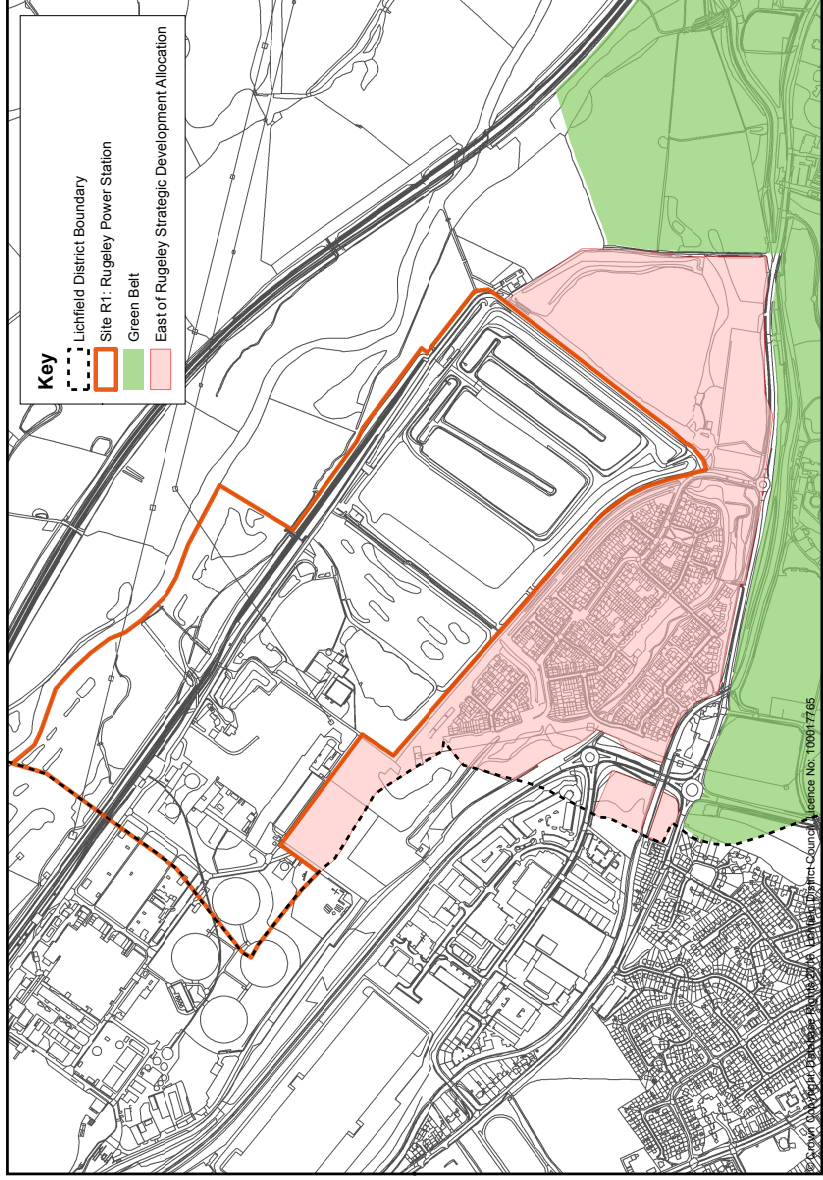 Key
Lichfield District Boundary
Site R1: Rugeley Power Station
Green Belt
East of Rugeley Strategic Development Allocation
© Crown Copyright Database Rights 2018. Lichfield District Council Licence No: 100017765